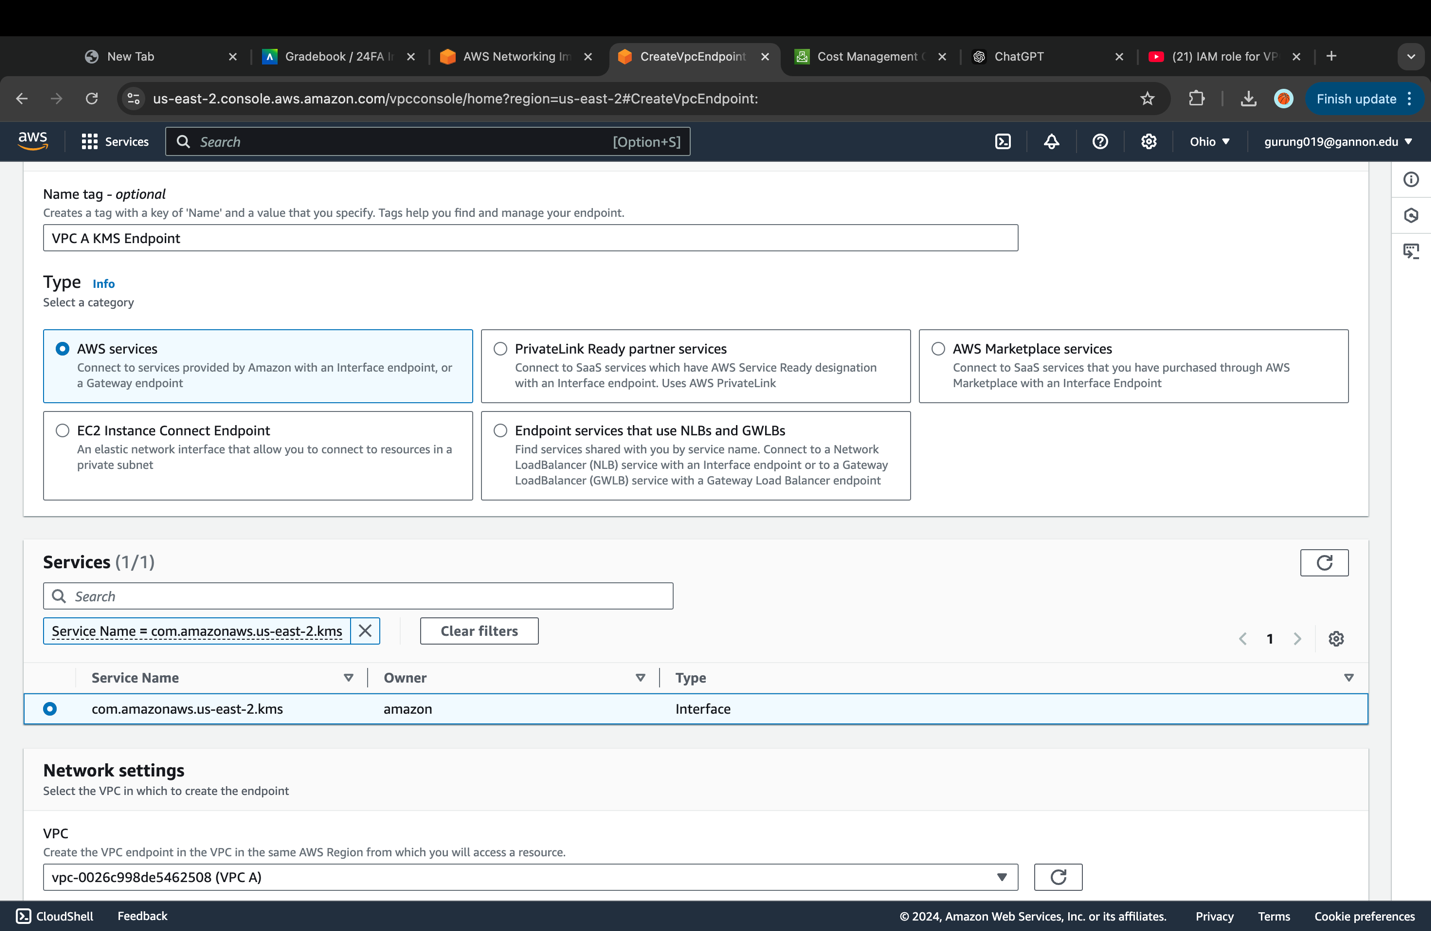 New Tab
Gradebook / 24FA I
AWS Networking Im
CreateVpcEndpoint
Cost Management
ChatGPT
(21) IAM role for VP
us-east-2.console.aws.amazon.com/vpcconsole/home?region=us-east-2#CreateVpcEndpoint:
Finish update
aws
Services
Search
[Option+S]
Ohio
gurung019@gannon.edu
Name tag - optional
Creates a tag with a key of 'Name' and a value that you specify. Tags help you find and manage your endpoint.
VPC A KMS Endpoint
Type Info
Select a category
AWS services
Connect to services provided by Amazon with an Interface endpoint, or
a Gateway endpoint
PrivateLink Ready partner services
Connect to SaaS services which have AWS Service Ready designation
with an Interface endpoint. Uses AWS PrivateLink
AWS Marketplace services
Connect to SaaS services that you have purchased through AWS
Marketplace with an Interface Endpoint
EC2 Instance Connect Endpoint
An elastic network interface that allow you to connect to resources in a
private subnet
Endpoint services that use NLBs and GWLBs
Find services shared with you by service name. Connect to a Network
LoadBalancer (NLB) service with an Interface endpoint or to a Gateway
LoadBalancer (GWLB) service with a Gateway Load Balancer endpoint
Services (1/1)
Search
Service Name = com.amazonaws.us-east-2.kms
Clear filters
1
Service Name
Owner
Type
com.amazonaws.us-east-2.kms
amazon
Interface
Network settings
Select the VPC in which to create the endpoint
VPC
Create the VPC endpoint in the VPC in the same AWS Region from which you will access a resource.
vpc-0026c998de5462508 (VPC A)
CloudShell
Feedback
© 2024, Amazon Web Services, Inc. or its affiliates.
Privacy
Terms
Cookie preferences